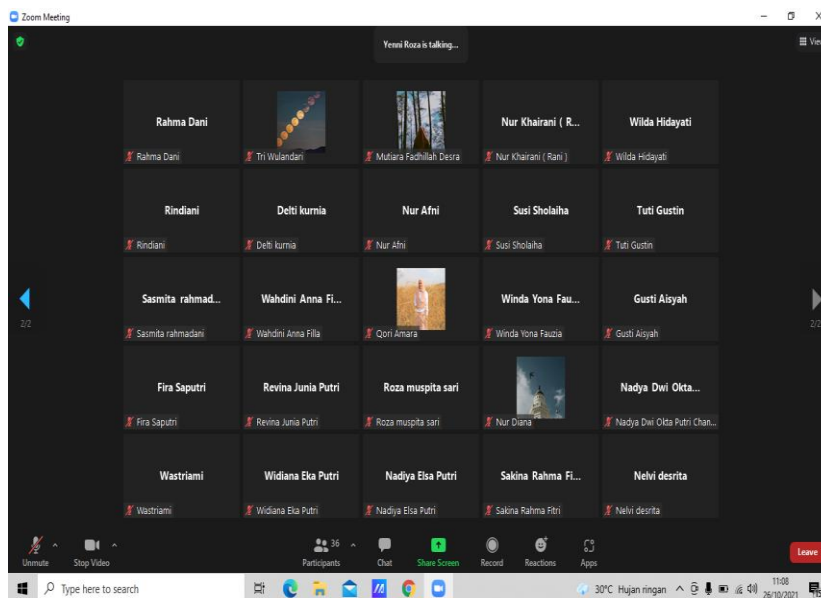 Zoom Meeting
Yenni Roza is talking...
View
Rahma Dani
Nur Khairani ( R...
Wilda Hidayati
Rahma Dani
Tri Wulandari
Mutiara Fadhillah Desra
Nur Khairani ( Rani )
Wilda Hidayati
Rindiani
Delti kurnia
Nur Afni
Susi Sholaiha
Tuti Gustin
Rindiani
Delti kurnia
Nur Afni
Susi Sholaiha
Tuti Gustin
2/2
2/2
Sasmita rahmad...
Wahdini Anna Fi...
Winda Yona Fau...
Gusti Aisyah
Sasmita rahmadani
Wahdini Anna Filla
Qori Amara
Winda Yona Fauzia
Gusti Aisyah
Fira Saputri
Revina Junia Putri
Roza muspita sari
Nadya Dwi Okta...
Fira Saputri
Revina Junia Putri
Roza muspita sari
Nur Diana
Nadya Dwi Okta Putri Chan...
Wastriami
Widiana Eka Putri
Nadiya Elsa Putri
Sakina Rahma Fi...
Nelvi desrita
Wastriami
Widiana Eka Putri
Nadiya Elsa Putri
Sakina Rahma Fitri
Nelvi desrita
Unmute
Stop Video
36
Participants
Chat
Share Screen
Record
Reactions
Apps
Leave
Type here to search
30°C Hujan ringan
11:08
26/10/2021